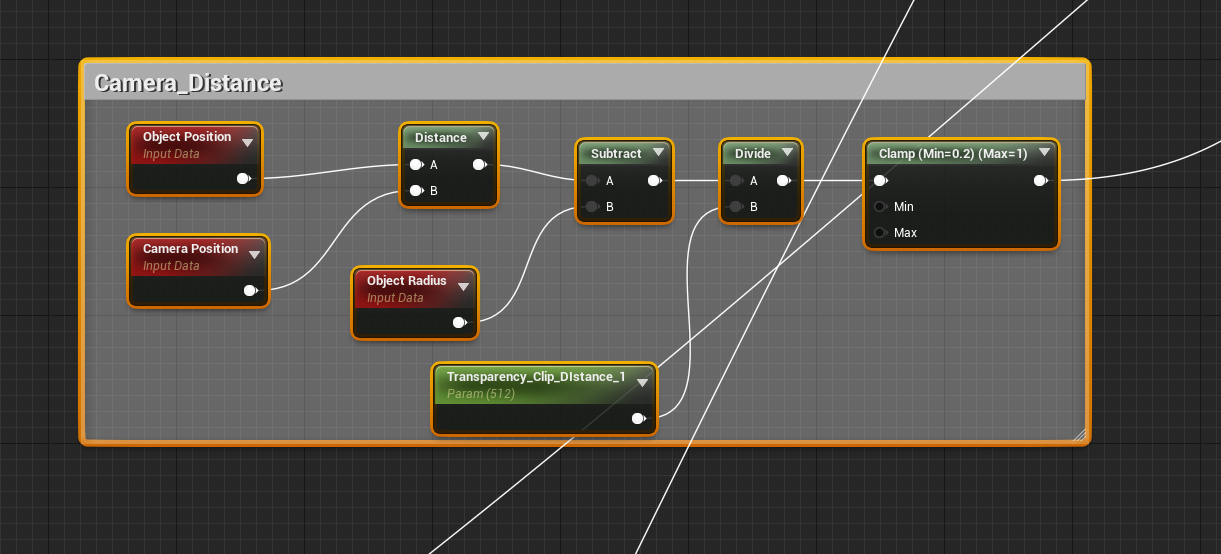 Camera_Distance
Object Position
Input Data
Distance
A
B
Subtract
A
B
Divide
A
B
Clamp (Min=0.2) (Max=1)
Min
Max
Camera Position
Input Data
Object Radius
Input Data
Transparency_Clip_DIstance_1
Param (512)